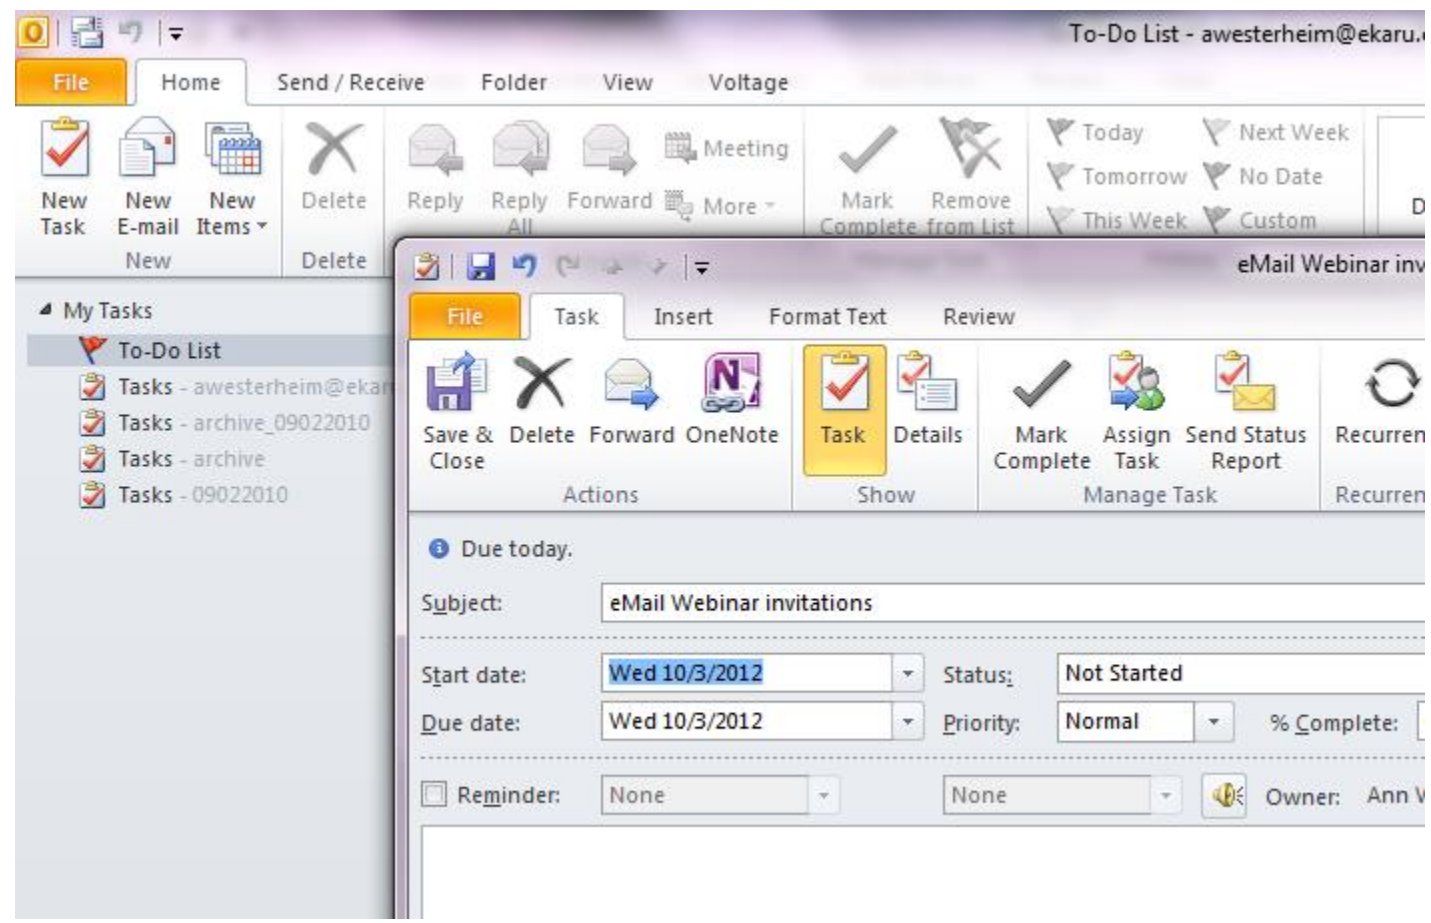 To-Do List - awesterheim@ekaru.
File Home Send / Receive Folder View Voltage
New Task
New E-mail
New Items
Delete
Reply
Reply All
Forward
Meeting
More
Mark Complete
Remove from List
Today
Tomorrow
This Week
Next Week
No Date
Custom
D
New
Delete
My Tasks
To-Do List
Tasks - awesterheim@ekar
Tasks - archive_09022010
Tasks - archive
Tasks - 09022010
eMail Webinar inv
File Task Insert Format Text Review
Save & Close
Delete
Forward
OneNote
Task
Details
Mark Complete
Assign Task
Send Status Report
Recurren
Actions
Show
Manage Task
Recurren
Due today.
Subject: eMail Webinar invitations
Start date: Wed 10/3/2012 Status: Not Started
Due date: Wed 10/3/2012 Priority: Normal % Complete:
Reminder: None None Owner: Ann